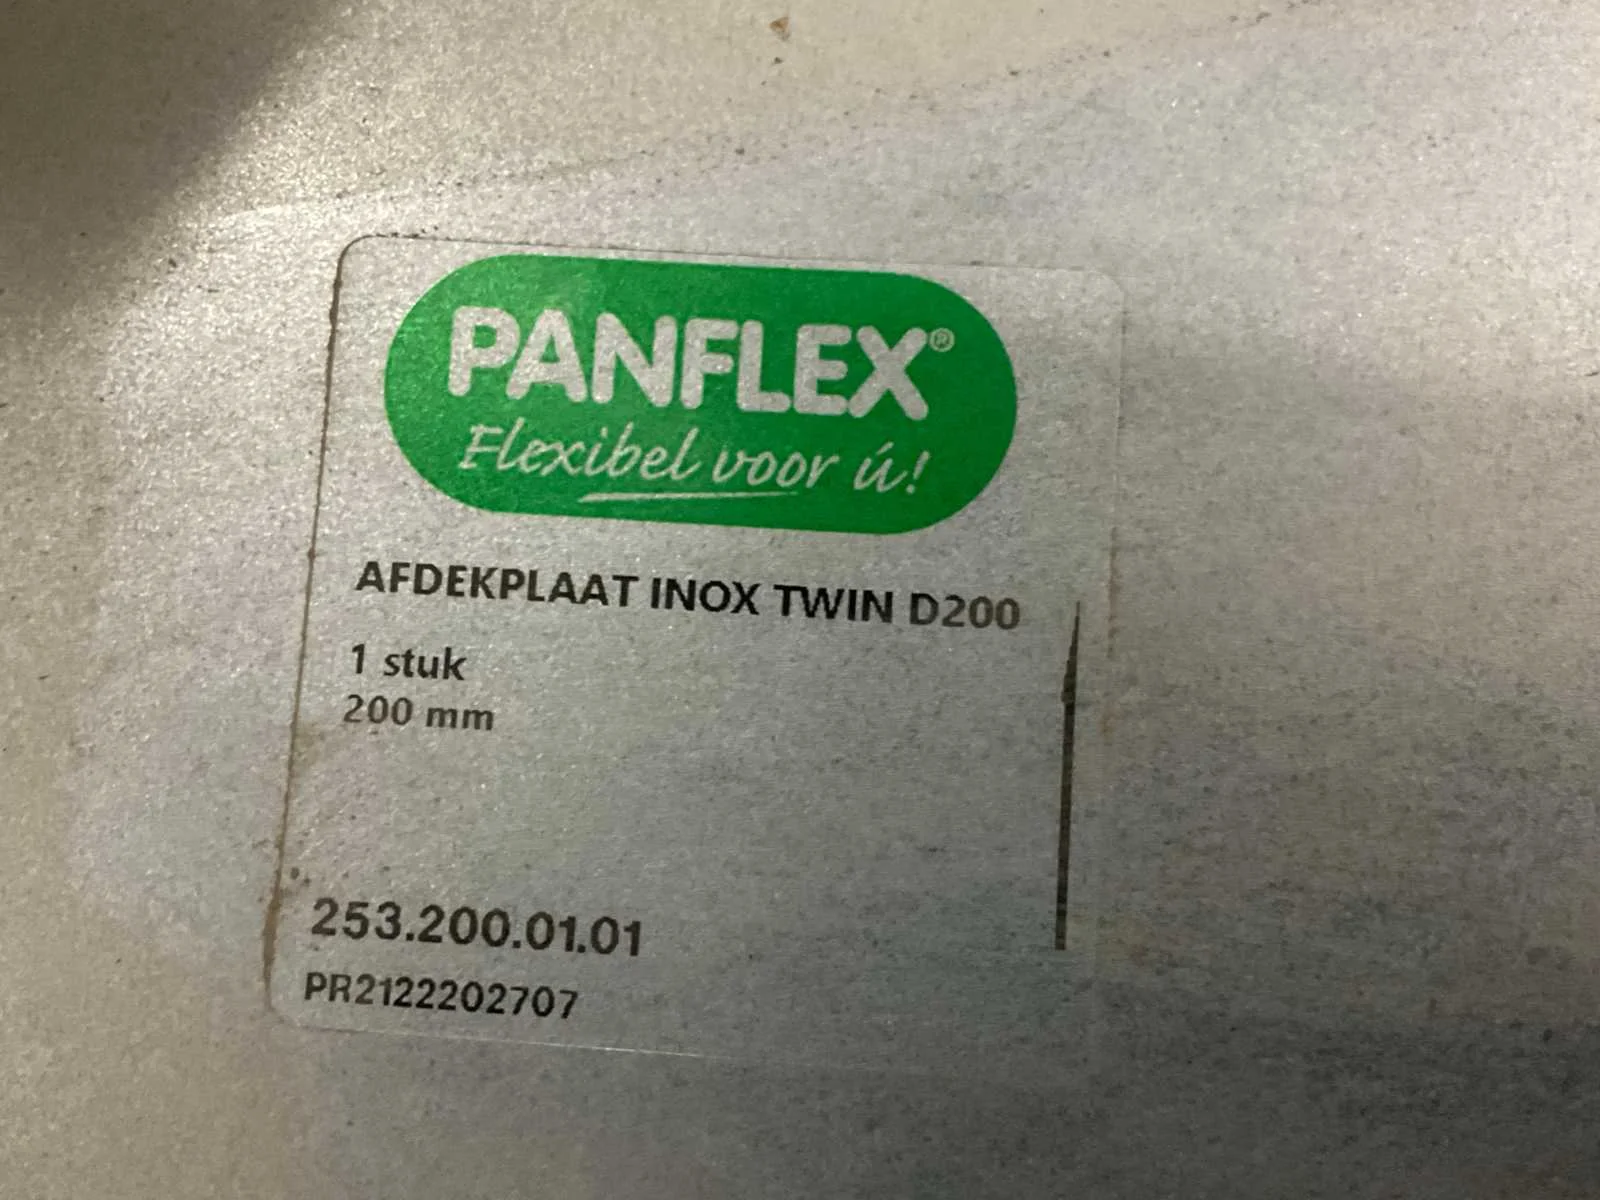 PANFLEX®
Flexibel voor ú!
AFDEKPLAAT INOX TWIN D200
1 stuk
200 mm
253.200.01.01
PR2122202707